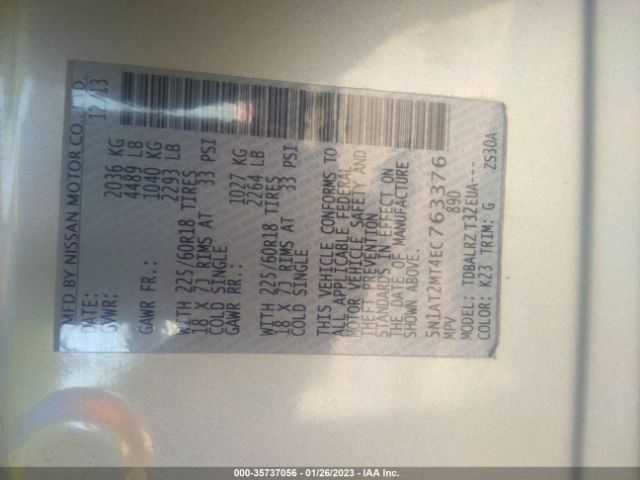 MFD BY NISSAN MOTOR CO., LTD.
DATE: 12/13
GVWR: 2036 KG
4489 LB
GAWR FR.: 1040 KG
2293 LB
WITH 225/60R18 TIRES
18 X 7J RIMS AT 33 PSI
COLD SINGLE
GAWR RR.: 1027 KG
2264 LB
WITH 225/60R18 TIRES
18 X 7J RIMS AT 33 PSI
COLD SINGLE
THIS VEHICLE CONFORMS TO
ALL APPLICABLE FEDERAL
MOTOR VEHICLE SAFETY AND
THEFT PREVENTION
STANDARDS IN EFFECT ON
THE DATE OF MANUFACTURE
SHOWN ABOVE.
5N1AT2MT4EC763376
MPV 890
MODEL: TDBALRZT32EUA----
COLOR: K23 TRIM: G ZS30A
000-35737056 - 01/26/2023 - IAA Inc.